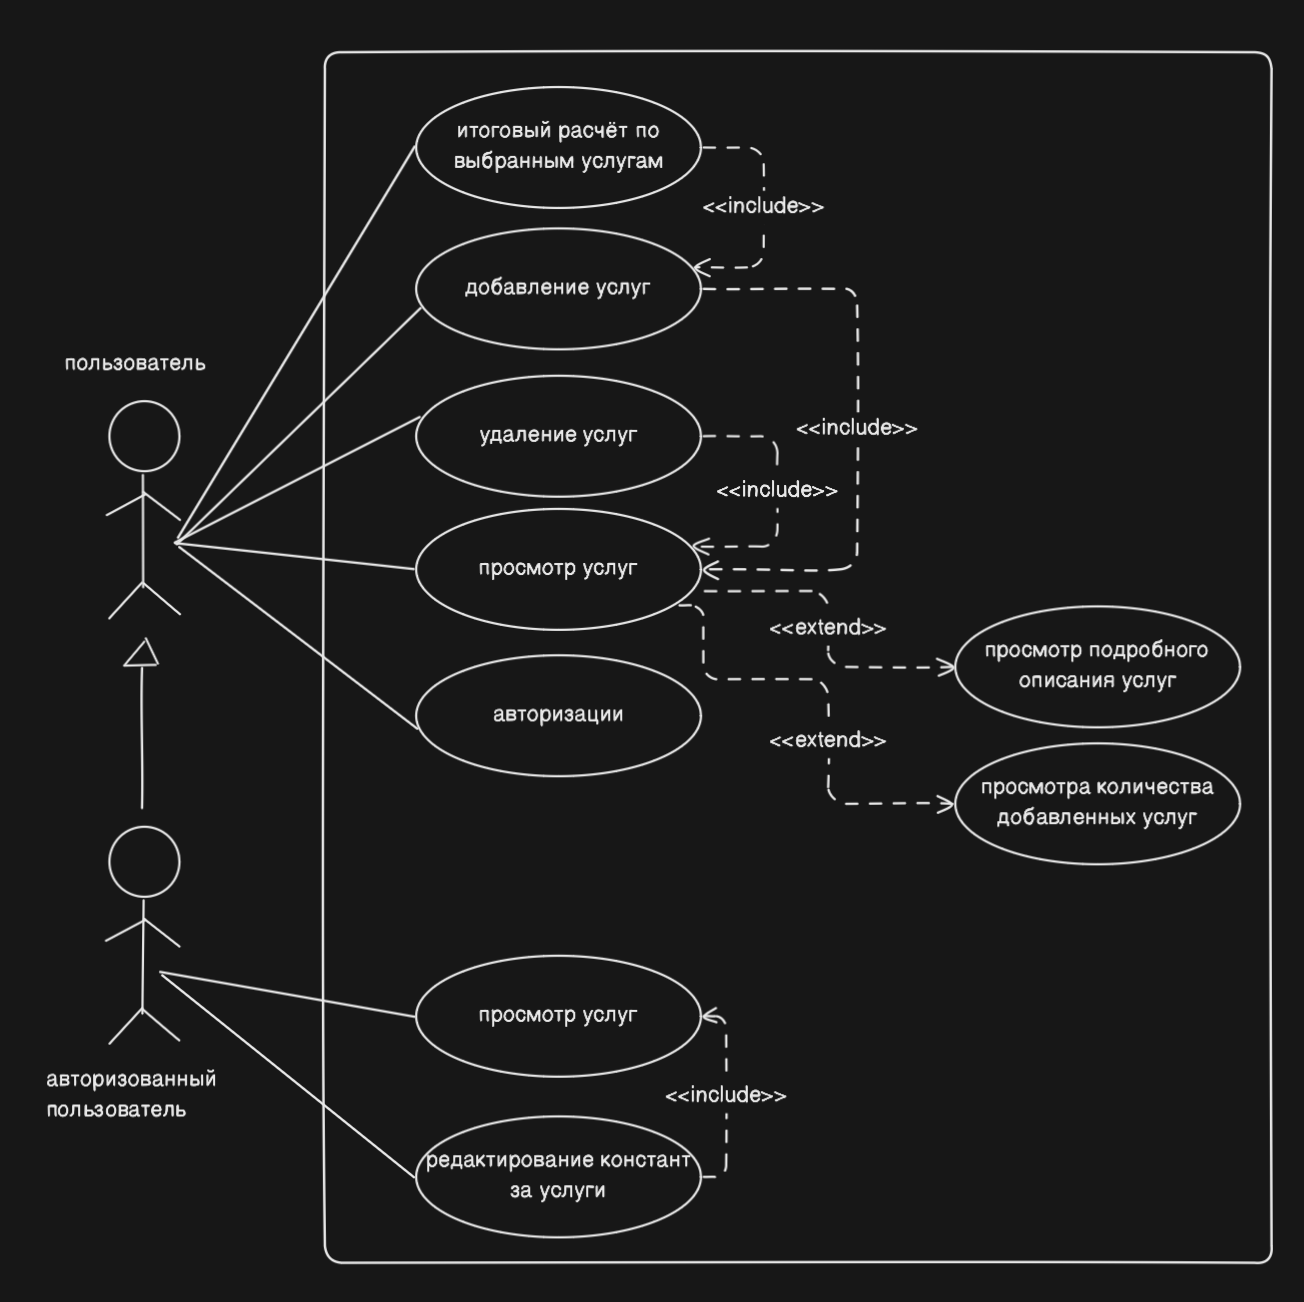 итоговый расчёт по
выбранным услугам
<<include>>
добавление услуг
пользователь
<<include>>
удаление услуг
<<include>>
просмотр услуг
<<extend>>
просмотр подробного
описания услуг
авторизации
<<extend>>
просмотра количества
добавленных услуг
просмотр услуг
авторизованный
пользователь
<<include>>
редактирование констант
за услуги